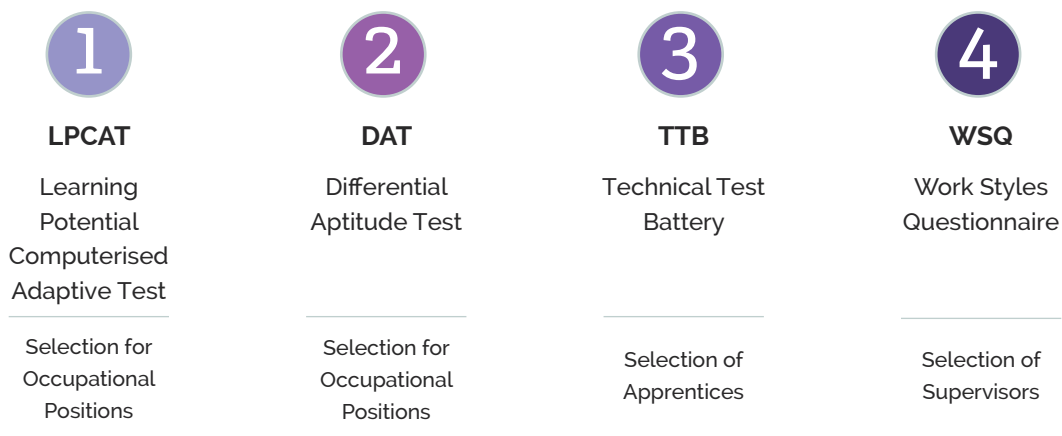 1
LPCAT
Learning
Potential
Computerised
Adaptive Test
Selection for
Occupational
Positions
2
DAT
Differential
Aptitude Test
Selection for
Occupational
Positions
3
TTB
Technical Test
Battery
Selection of
Apprentices
4
WSQ
Work Styles
Questionnaire
Selection of
Supervisors